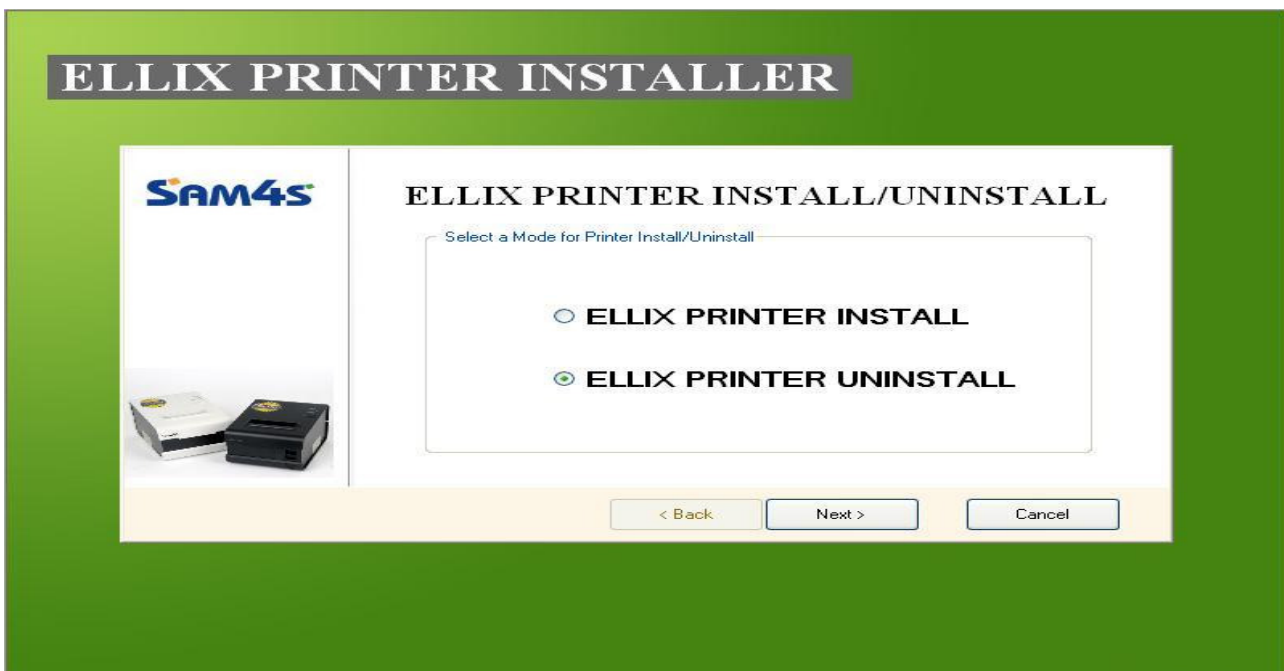 ELLIX PRINTER INSTALLER
SAM4S
ELLIX PRINTER INSTALL/UNINSTALL
Select a Mode for Printer Install/Uninstall
ELLIX PRINTER INSTALL
ELLIX PRINTER UNINSTALL
< Back
Next >
Cancel